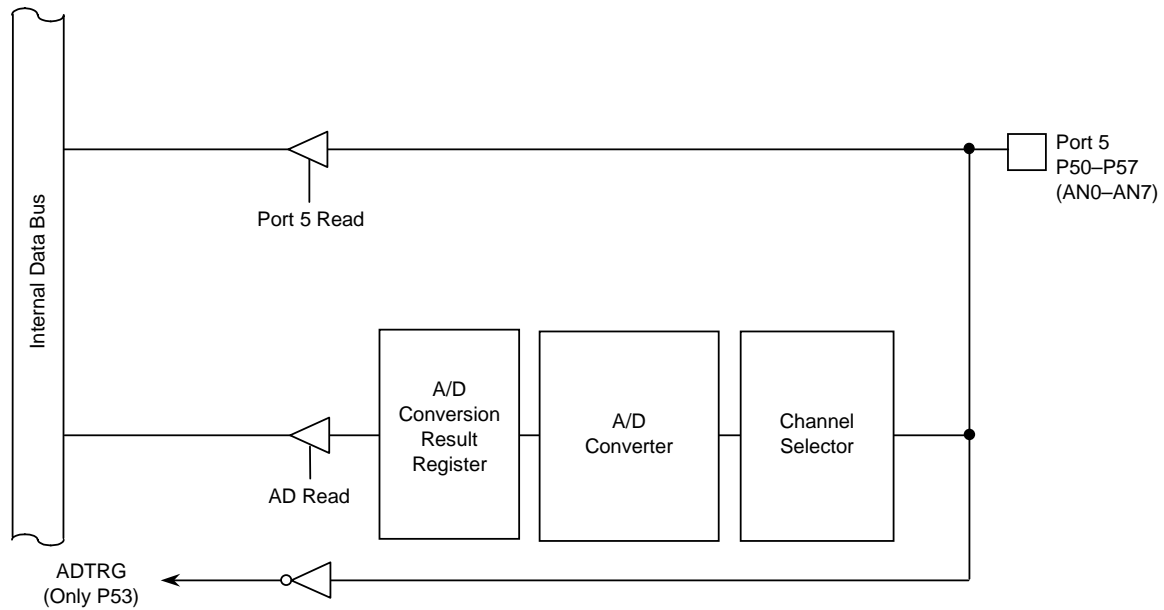 Internal Data Bus
Port 5
P50–P57
(AN0–AN7)
Port 5 Read
A/D
Conversion
Result
Register
A/D
Converter
Channel
Selector
AD Read
ADTRG
(Only P53)